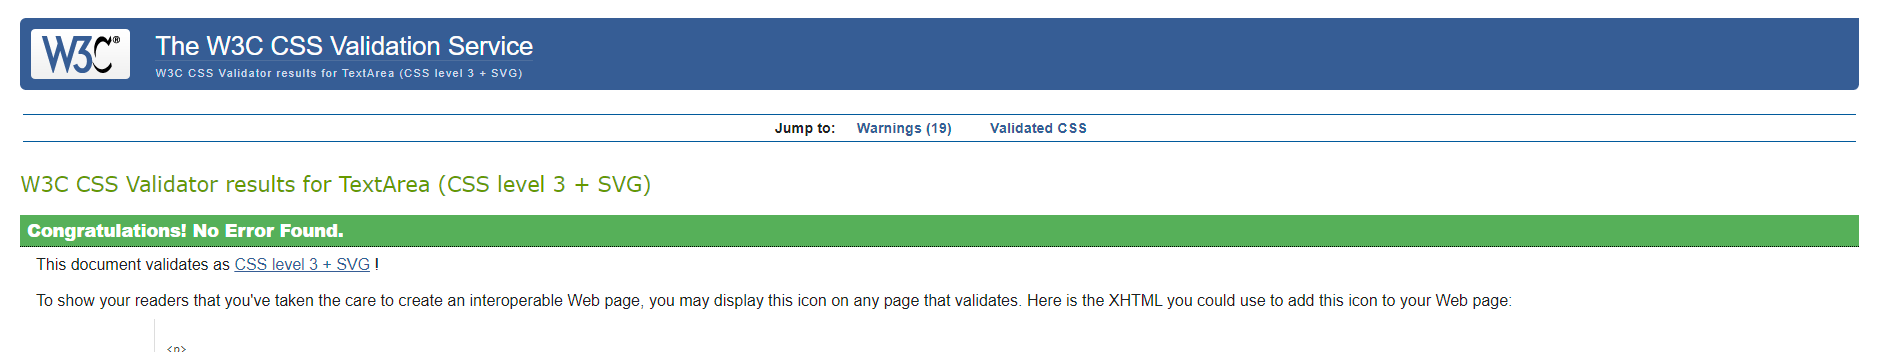 W3C®
The W3C CSS Validation Service
W3C CSS Validator results for TextArea (CSS level 3 + SVG)
Jump to: Warnings (19) Validated CSS
W3C CSS Validator results for TextArea (CSS level 3 + SVG)
Congratulations! No Error Found.
This document validates as CSS level 3 + SVG !
To show your readers that you've taken the care to create an interoperable Web page, you may display this icon on any page that validates. Here is the XHTML you could use to add this icon to your Web page:
<p>